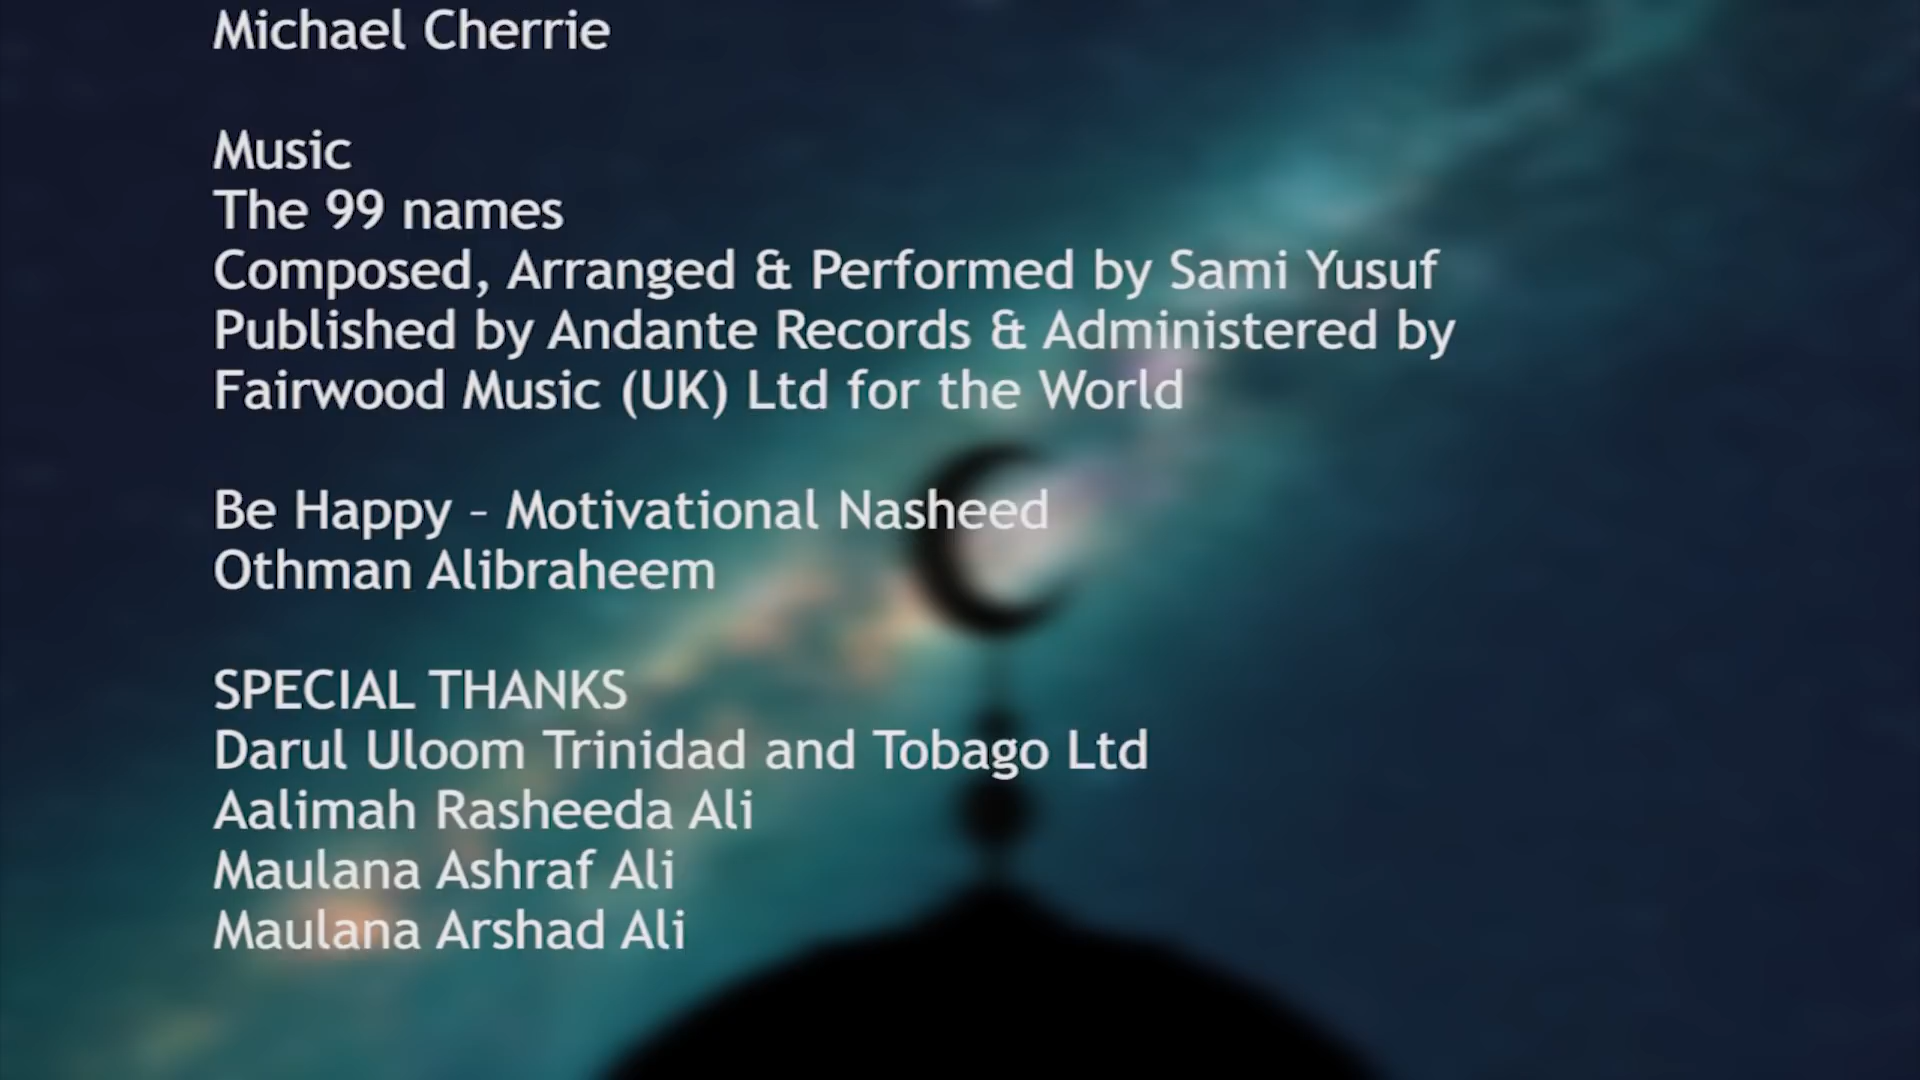 Michael Cherrie
Music
The 99 names
Composed, Arranged & Performed by Sami Yusuf
Published by Andante Records & Administered by
Fairwood Music (UK) Ltd for the World
Be Happy – Motivational Nasheed
Othman Alibraheem
SPECIAL THANKS
Darul Uloom Trinidad and Tobago Ltd
Aalimah Rasheeda Ali
Maulana Ashraf Ali
Maulana Arshad Ali